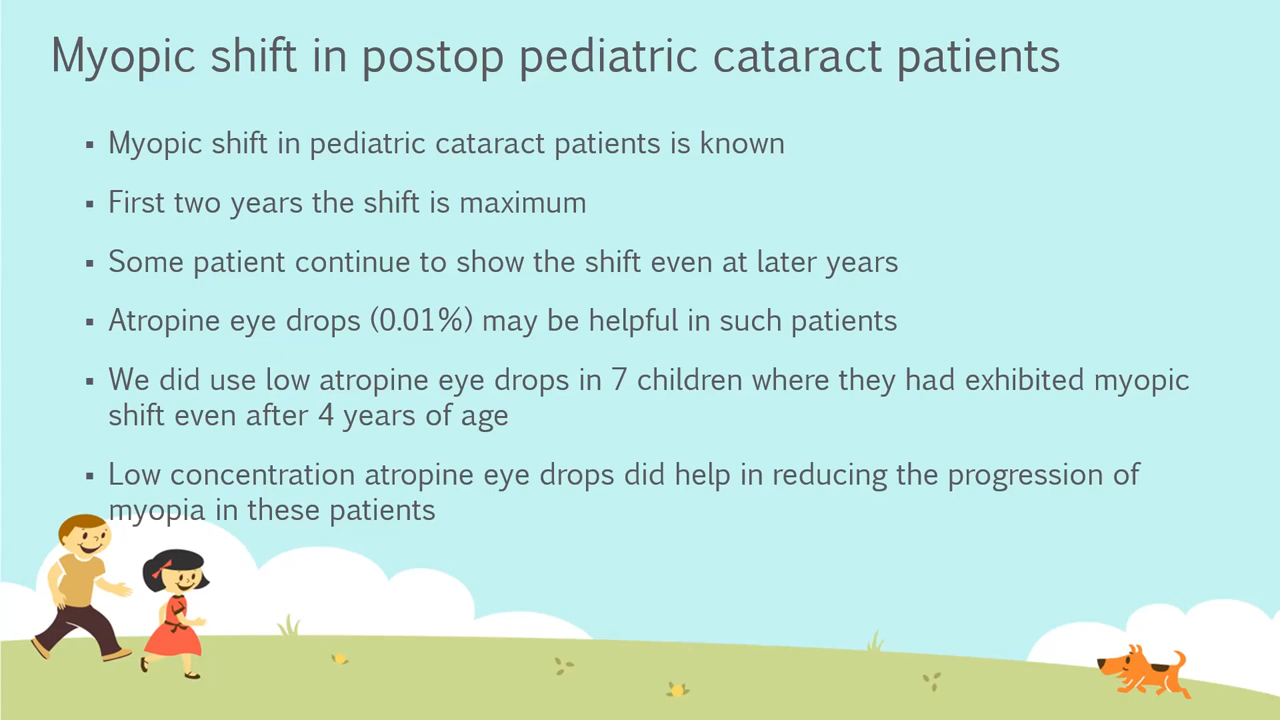 Myopic shift in postop pediatric cataract patients
▪ Myopic shift in pediatric cataract patients is known
▪ First two years the shift is maximum
▪ Some patient continue to show the shift even at later years
▪ Atropine eye drops (0.01%) may be helpful in such patients
▪ We did use low atropine eye drops in 7 children where they had exhibited myopic
shift even after 4 years of age
▪ Low concentration atropine eye drops did help in reducing the progression of
myopia in these patients